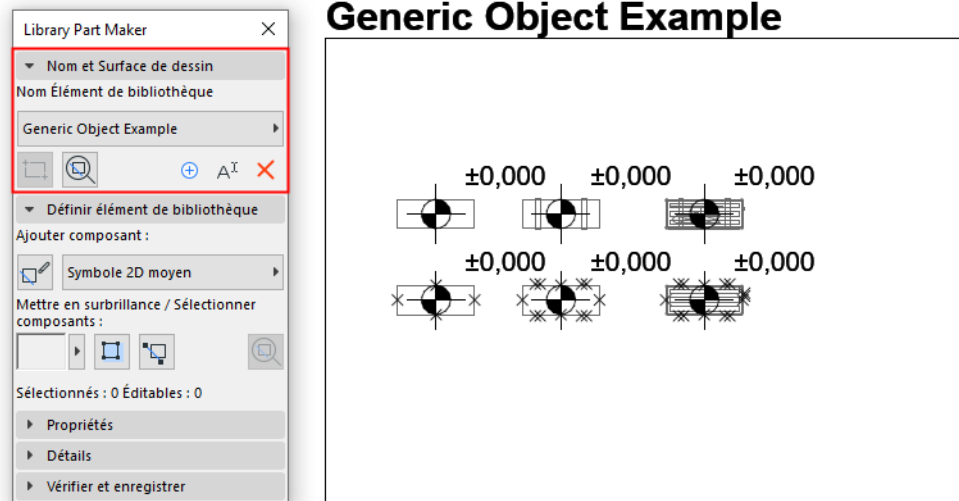 Generic Object Example
Library Part Maker
Nom et Surface de dessin
Nom Élément de bibliothèque
Generic Object Example
Définir élément de bibliothèque
Ajouter composant :
Symbole 2D moyen
Mettre en surbrillance / Sélectionner
composants :
Sélectionnés : 0 Éditables : 0
Propriétés
Détails
Vérifier et enregistrer
±0,000 ±0,000 ±0,000
±0,000 ±0,000 ±0,000